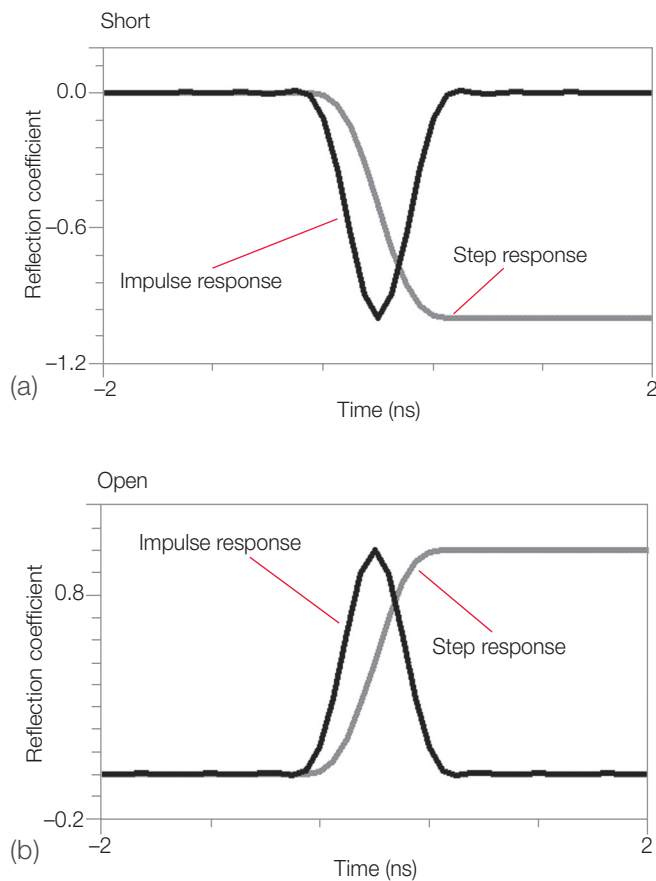 Short
0.0
−0.6
−1.2
Reflection coefficient
Impulse response
Step response
−2
2
Time (ns)
(a)
Open
0.8
−0.2
Reflection coefficient
Impulse response
Step response
−2
2
Time (ns)
(b)